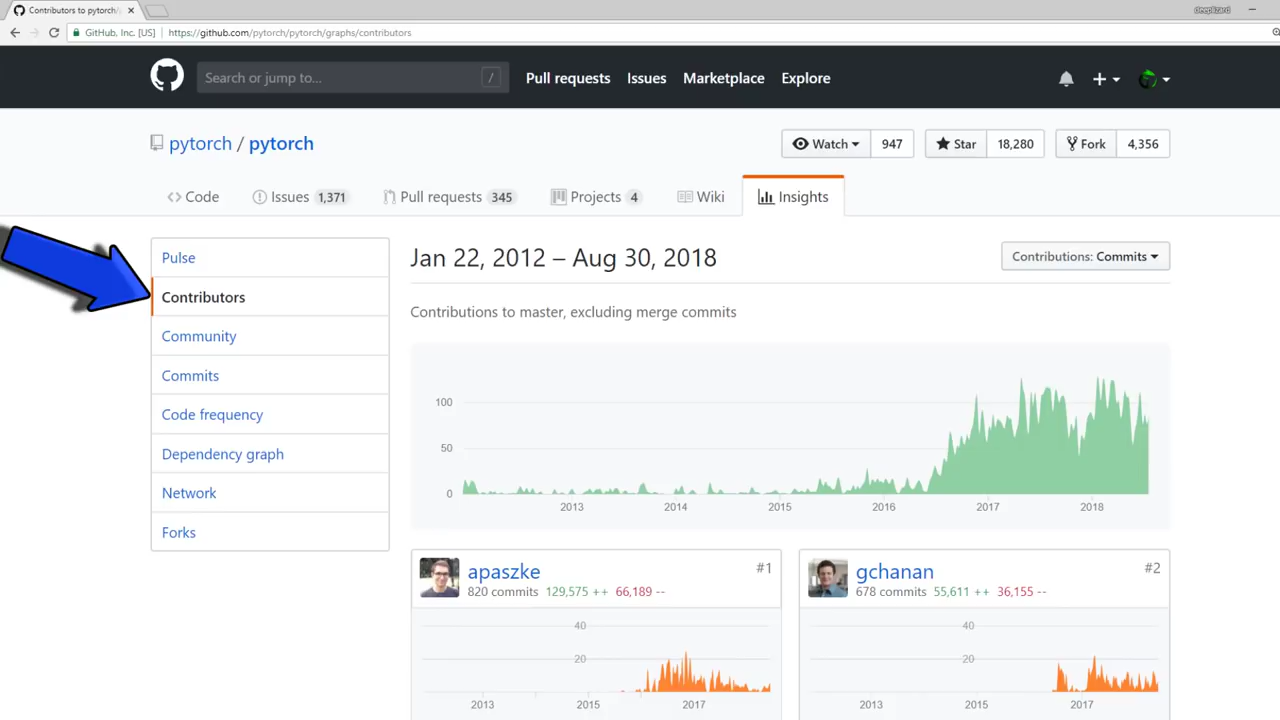 Contributors to pytorch/
deeplizard
GitHub, Inc. [US] https://github.com/pytorch/pytorch/graphs/contributors
Search or jump to... / Pull requests Issues Marketplace Explore
pytorch / pytorch Watch 947 Star 18,280 Fork 4,356
Code Issues 1,371 Pull requests 345 Projects 4 Wiki Insights
Pulse
Contributors
Community
Commits
Code frequency
Dependency graph
Network
Forks
Jan 22, 2012 – Aug 30, 2018 Contributions: Commits
Contributions to master, excluding merge commits
100
50
0
2013 2014 2015 2016 2017 2018
apaszke #1
820 commits 129,575 ++ 66,189 --
40
20
2013 2015 2017
gchanan #2
678 commits 55,611 ++ 36,155 --
40
20
2013 2015 2017